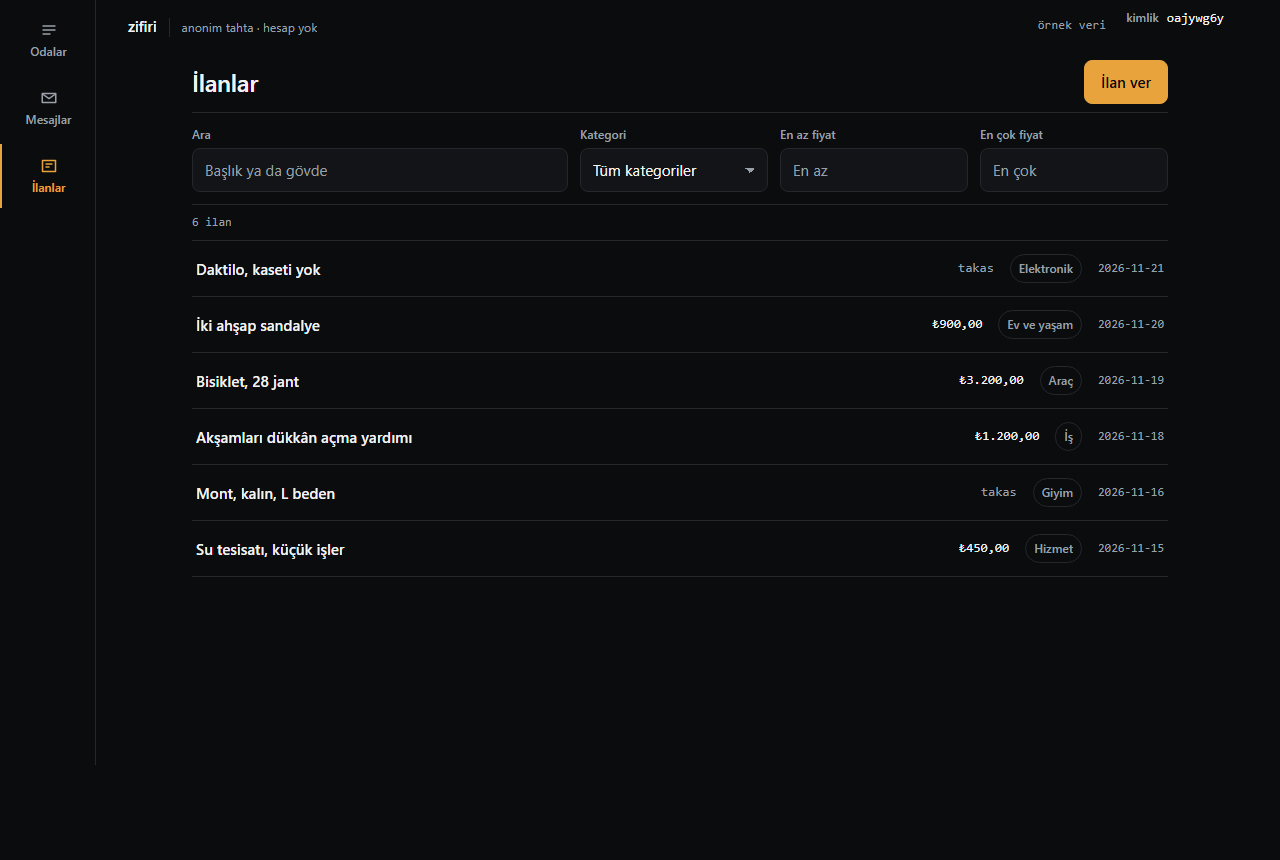 Odalar
Mesajlar
İlanlar
zifiri
anonim tahta · hesap yok
örnek veri
kimlik oajywg6y
İlanlar
İlan ver
Ara
Kategori
En az fiyat
En çok fiyat
Başlık ya da gövde
Tüm kategoriler
En az
En çok
6 ilan
Daktilo, kaseti yok takas Elektronik 2026-11-21
İki ahşap sandalye ₺900,00 Ev ve yaşam 2026-11-20
Bisiklet, 28 jant ₺3.200,00 Araç 2026-11-19
Akşamları dükkân açma yardımı ₺1.200,00 İş 2026-11-18
Mont, kalın, L beden takas Giyim 2026-11-16
Su tesisatı, küçük işler ₺450,00 Hizmet 2026-11-15